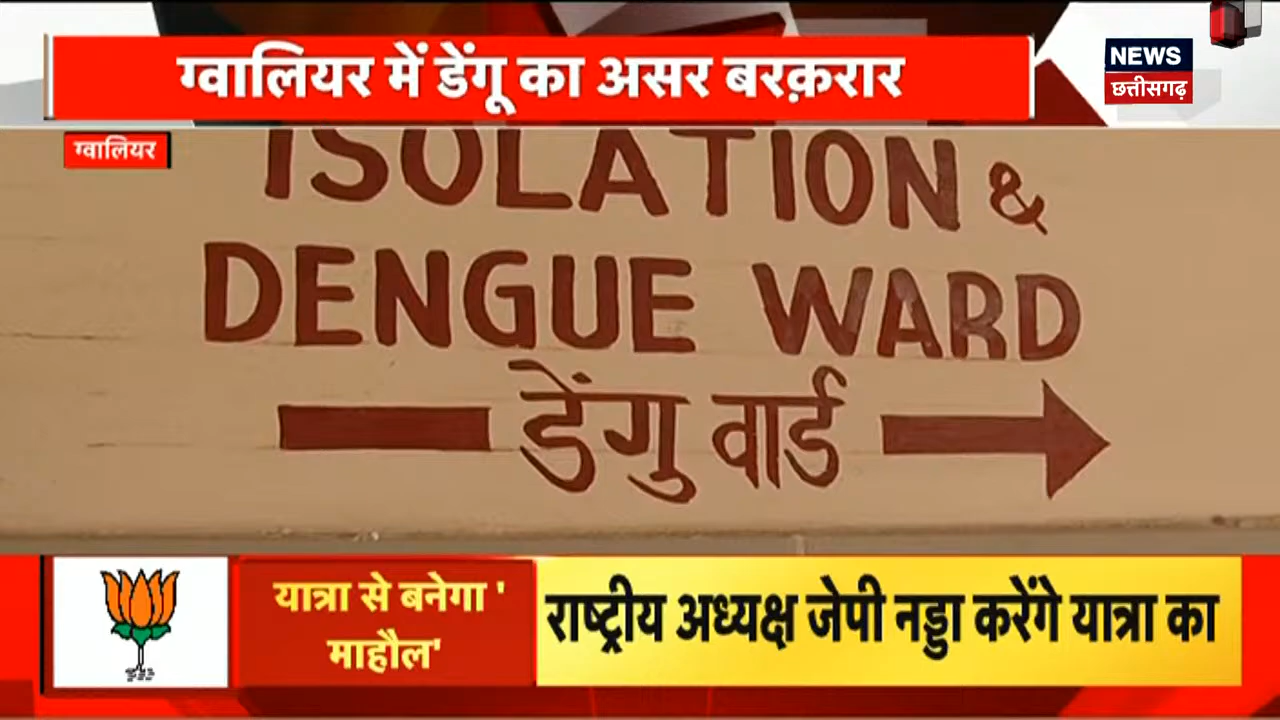 ग्वालियर में डेंगू का असर बरक़रार
NEWS
छत्तीसगढ़
ग्वालियर
ISOLATION &
DENGUE WARD
डेंगु वार्ड
यात्रा से बनेगा '
माहौल'
राष्ट्रीय अध्यक्ष जेपी नड्डा करेंगे यात्रा का